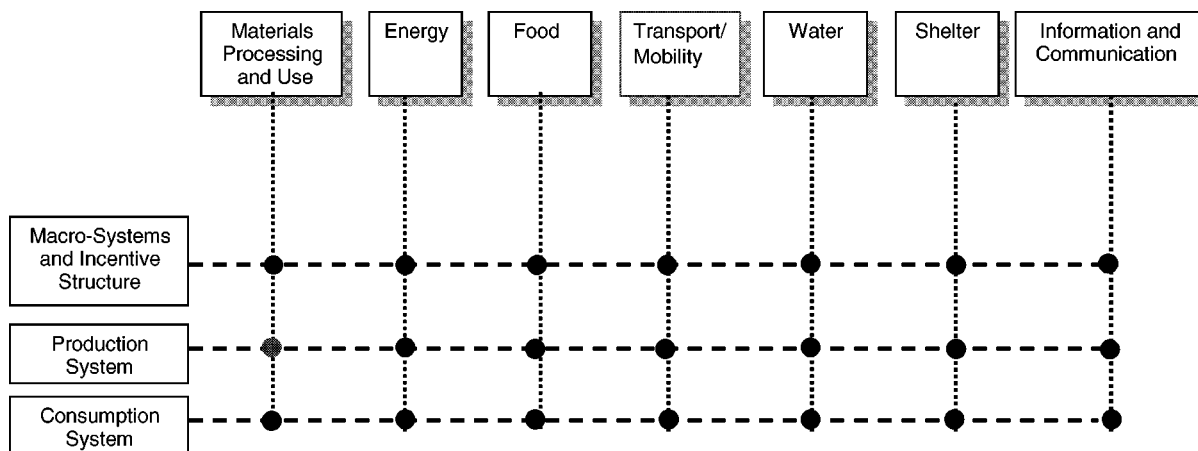 Materials
Processing
and Use
Energy
Food
Transport/
Mobility
Water
Shelter
Information and
Communication
Macro-Systems
and Incentive
Structure
Production
System
Consumption
System